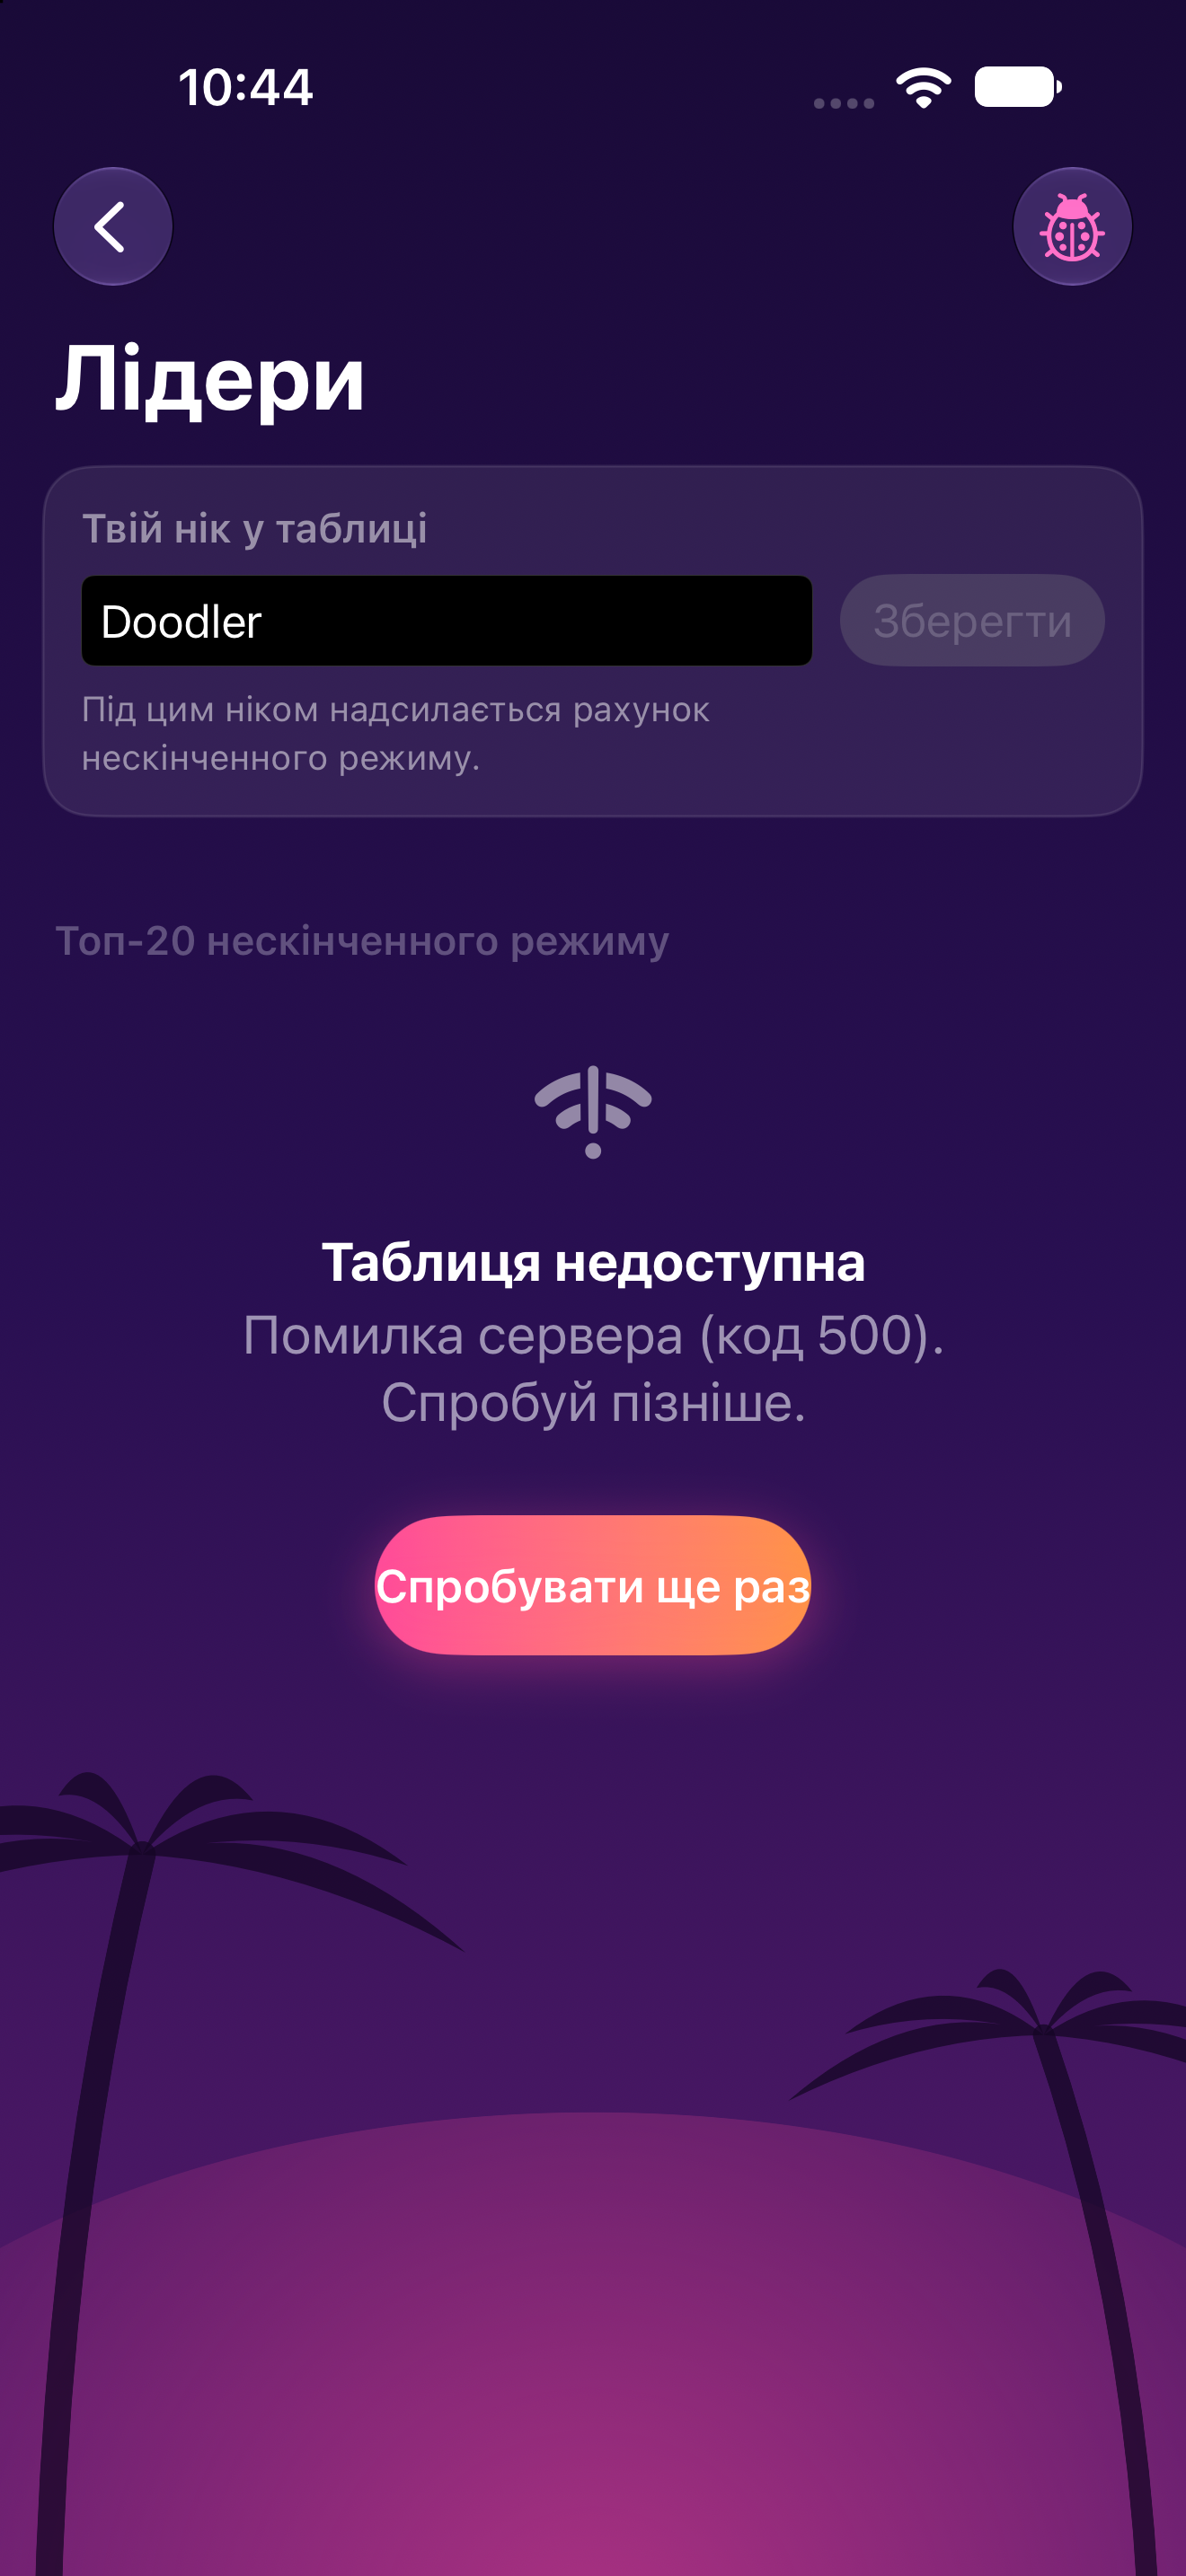 10:44
Лідери
Твій нік у таблиці
Doodler
Зберегти
Під цим ніком надсилається рахунок
нескінченного режиму.
Топ-20 нескінченного режиму
Таблиця недоступна
Помилка сервера (код 500).
Спробуй пізніше.
Спробувати ще раз